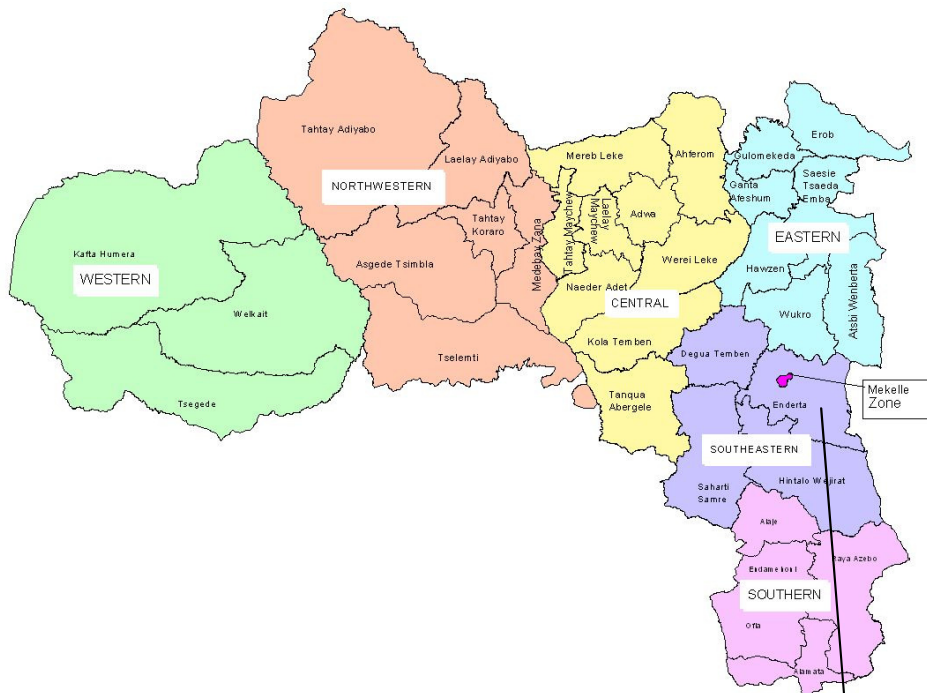 Tahtay Adiyabo
Laelay Adiyabo
NORTHWESTERN
Tahtay
Koraro
Medebay Zana
Asgede Tsimbla
Tselemti
Kafta Humera
WESTERN
Welkait
Tsegede
Mereb Leke
Ahferom
Tahtay Maychew
Laelay
Maychew
Adwa
Werei Leke
Naeder Adet
CENTRAL
Kola Temben
Tanqua
Abergele
Erob
Gulomekeda
Saesie
Tsaeda
Emba
Ganta
Afeshum
EASTERN
Hawzen
Wukro
Atsbi Wenberta
Degua Temben
Mekelle
Zone
Enderta
SOUTHEASTERN
Hintalo Wejirat
Saharti
Samre
Alaje
Raya Azebo
SOUTHERN
Ofla
Alamata